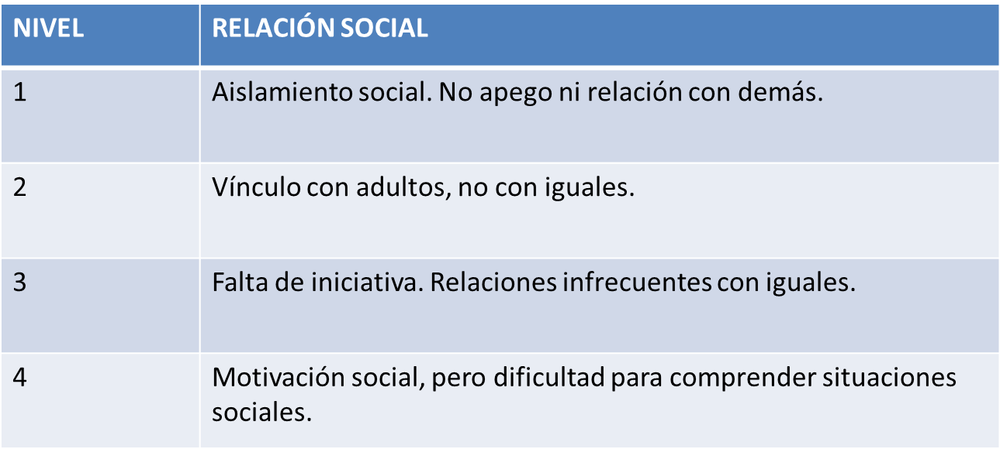 NIVEL RELACIÓN SOCIAL
1 Aislamiento social. No apego ni relación con demás.
2 Vínculo con adultos, no con iguales.
3 Falta de iniciativa. Relaciones infrecuentes con iguales.
4 Motivación social, pero dificultad para comprender situaciones
sociales.